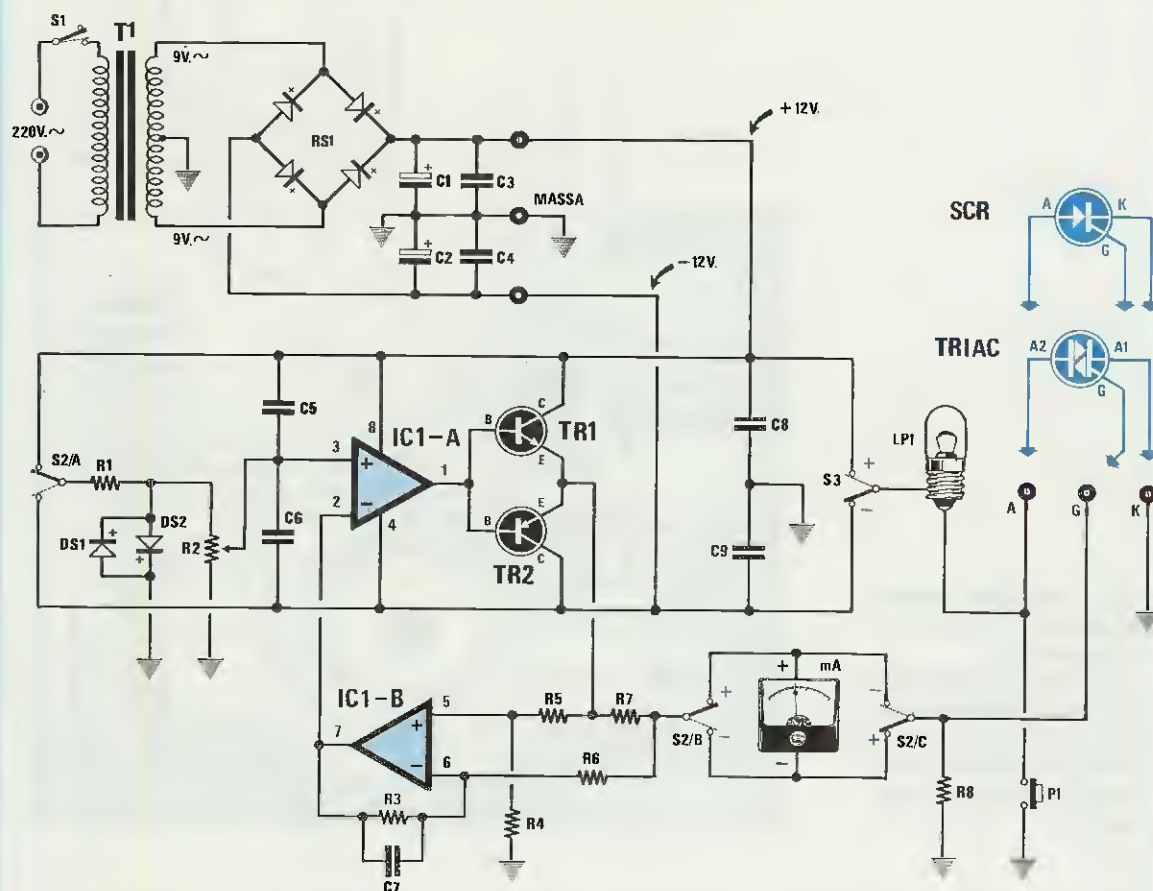 S1
T1
9V.~
220V.~
RS1
9V.~
C1
C3
C2
C4
MASSA
+12V.
-12V.
SCR
A
K
G
TRIAC
A2
A1
G
S2/A
R1
DS1
DS2
R2
C5
C6
3
2
8
4
1
+
−
IC1-A
B
C
E
TR1
B
E
C
TR2
C8
C9
S3
+
−
LP1
A
G
K
IC1-B
7
5
6
+
−
R3
C7
R4
R5
R7
R6
S2/B
+
−
+
mA
−
−
+
S2/C
R8
P1